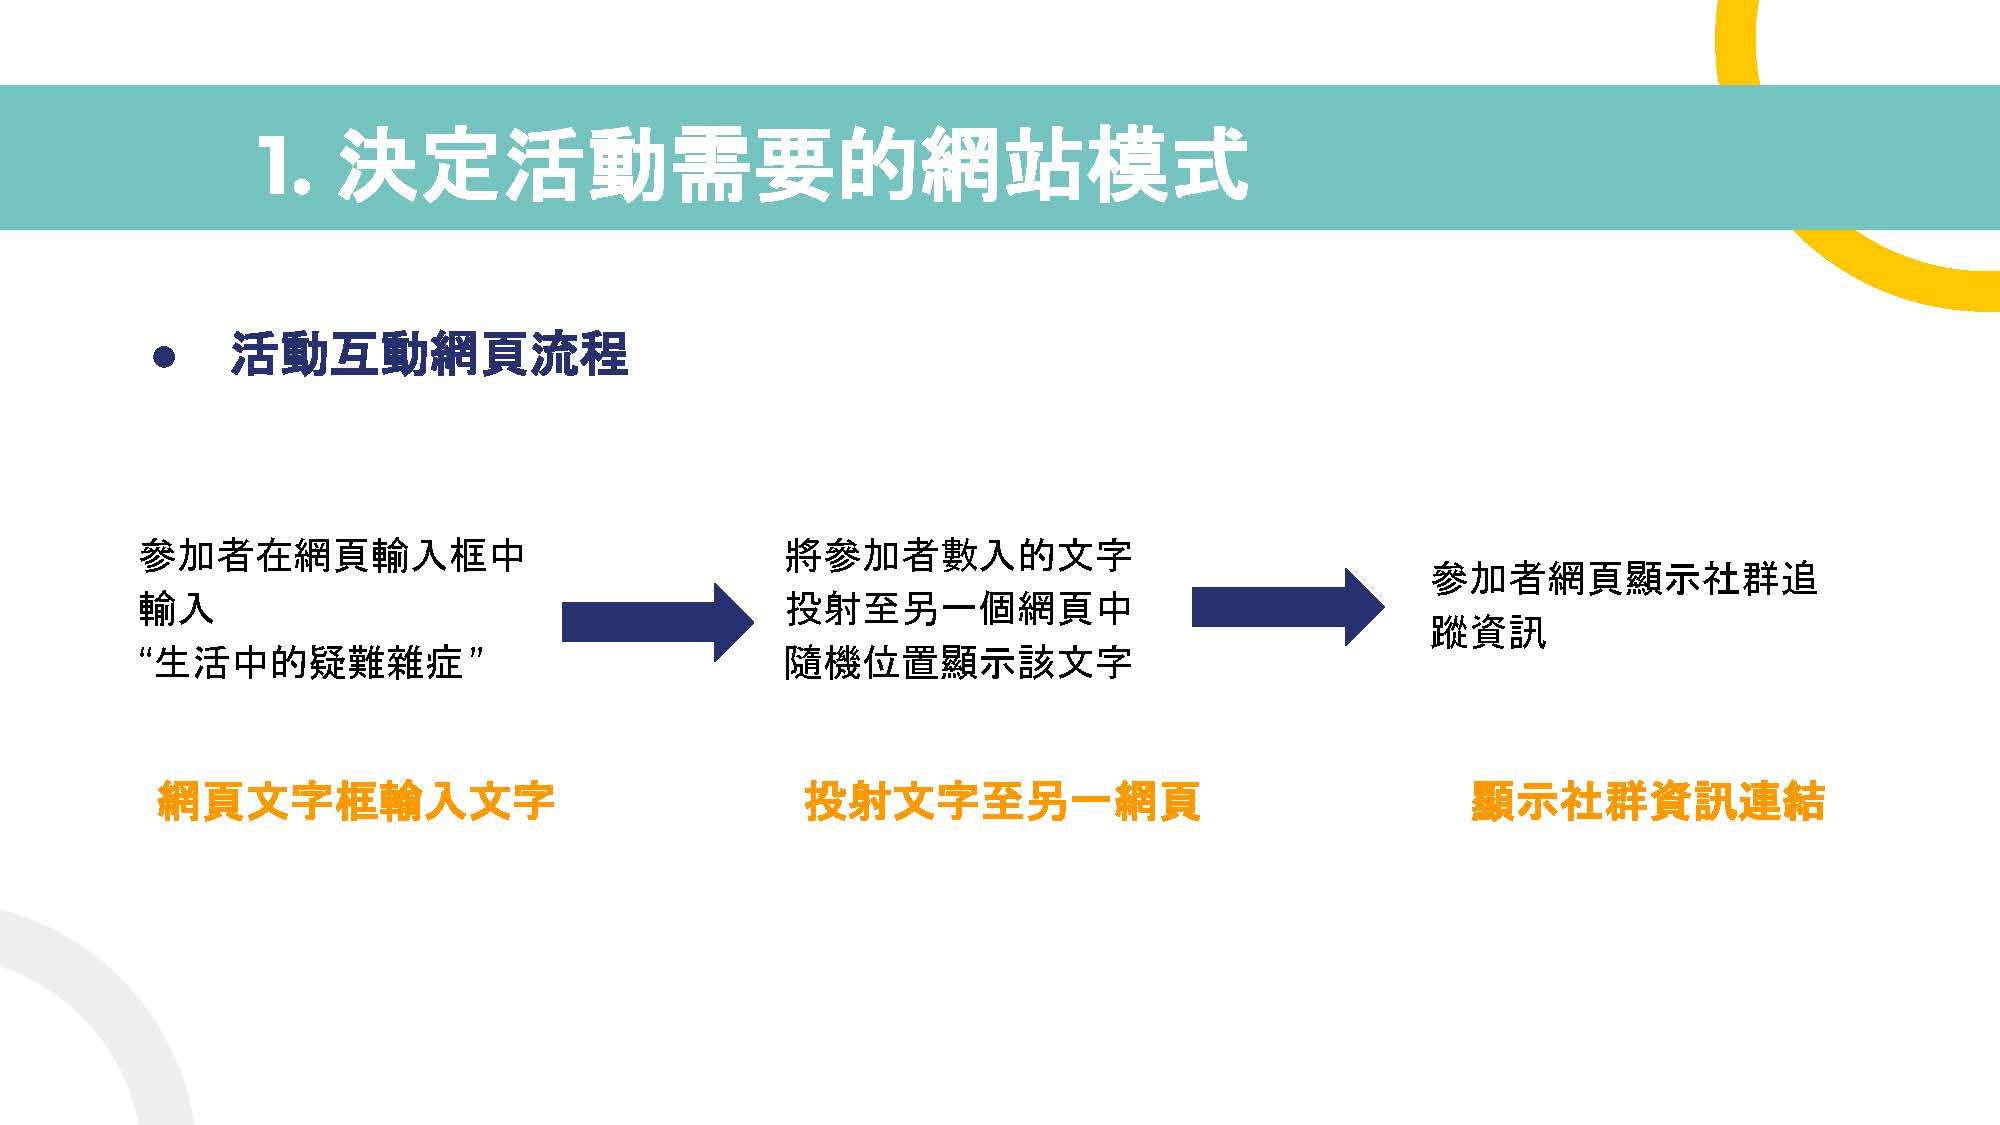 1. 決定活動需要的網站模式
● 活動互動網頁流程
參加者在網頁輸入框中
輸入
“生活中的疑難雜症”
將參加者數入的文字
投射至另一個網頁中
隨機位置顯示該文字
參加者網頁顯示社群追
蹤資訊
網頁文字框輸入文字
投射文字至另一網頁
顯示社群資訊連結